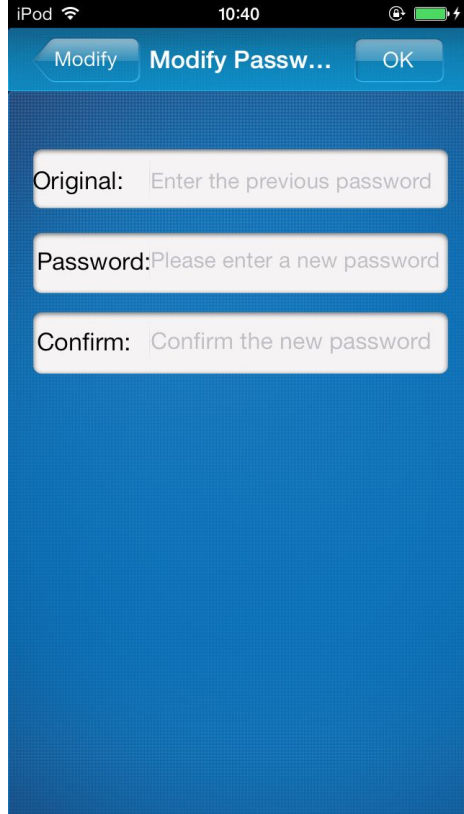 iPod 10:40
Modify Modify Passw... OK
Original: Enter the previous password
Password: Please enter a new password
Confirm: Confirm the new password